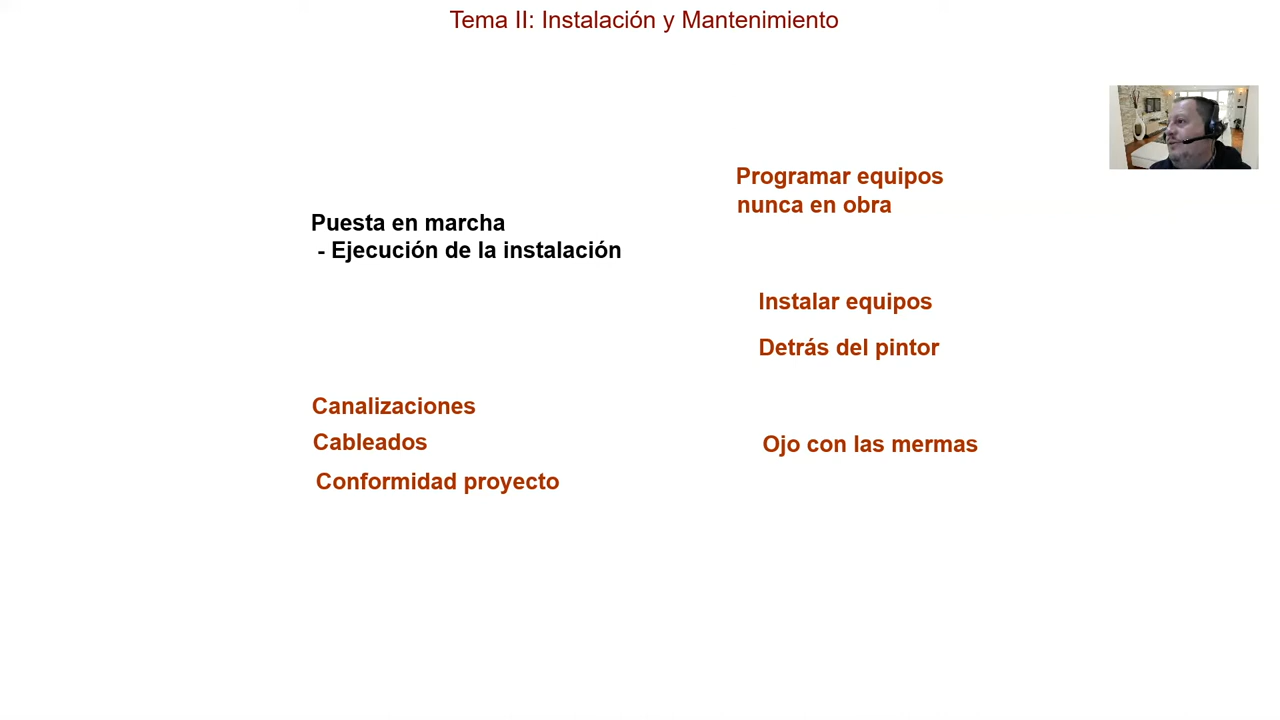 Tema II: Instalación y Mantenimiento
Puesta en marcha
- Ejecución de la instalación
Canalizaciones
Cableados
Conformidad proyecto
Programar equipos
nunca en obra
Instalar equipos
Detrás del pintor
Ojo con las mermas